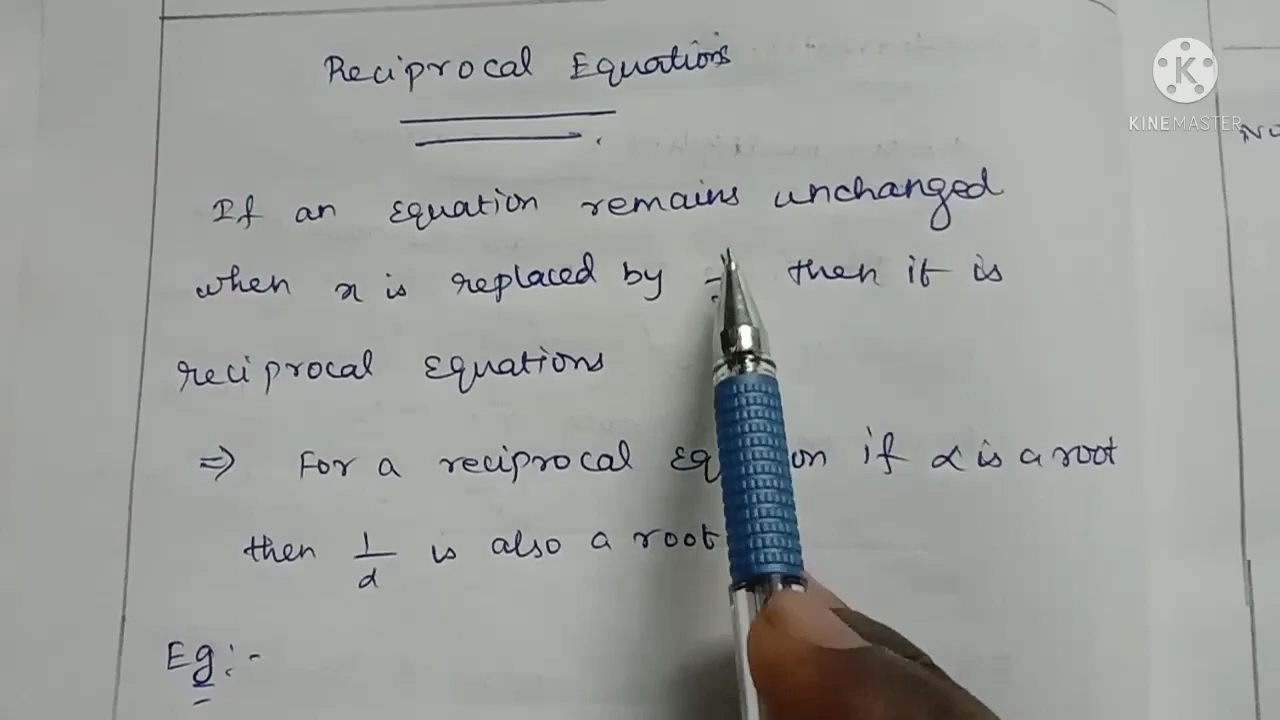 Reciprocal Equations
K
KINEMASTER
If an Equation remains unchanged
when x is replaced by then it is
reciprocal Equations
⇒ For a reciprocal if α is a root
then 1/α is also a root
Eg:-